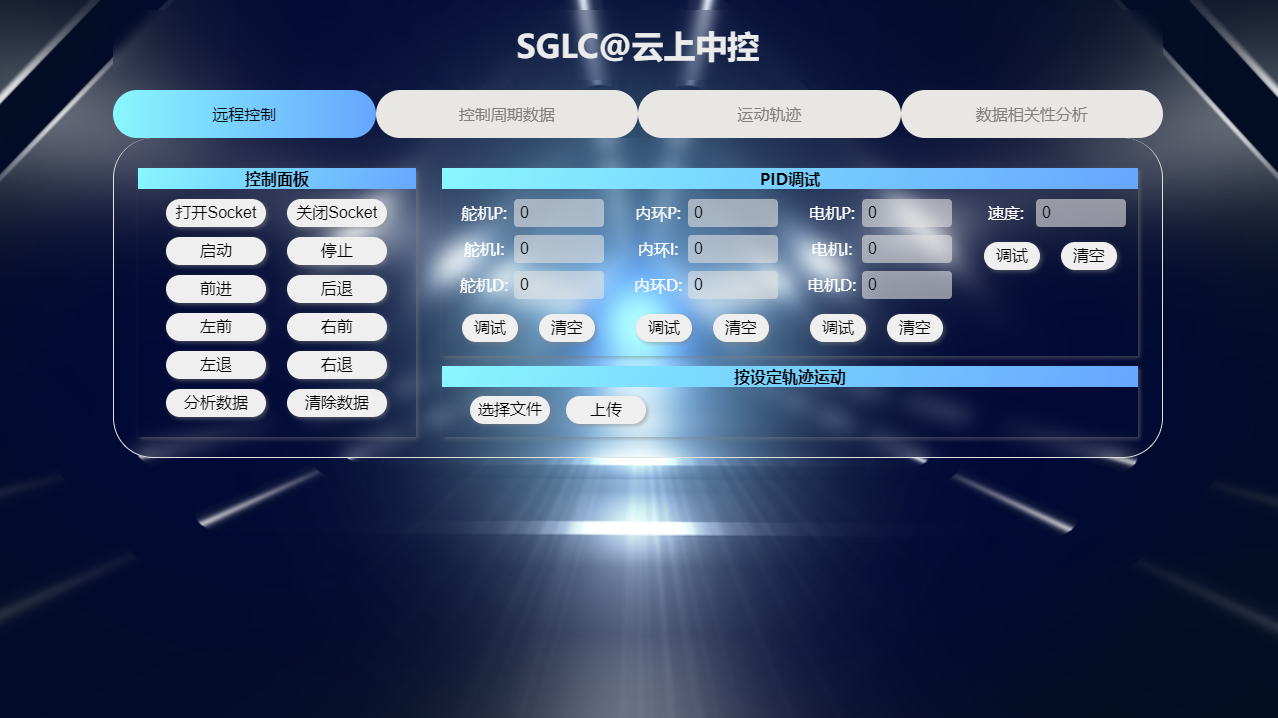 SGLC@云上中控
远程控制 控制周期数据 运动轨迹 数据相关性分析
控制面板
打开Socket 关闭Socket
启动 停止
前进 后退
左前 右前
左退 右退
分析数据 清除数据
PID调试
舵机P: 0 内环P: 0 电机P: 0 速度: 0
舵机I: 0 内环I: 0 电机I: 0 调试 清空
舵机D: 0 内环D: 0 电机D: 0
调试 清空 调试 清空 调试 清空
按设定轨迹运动
选择文件 上传